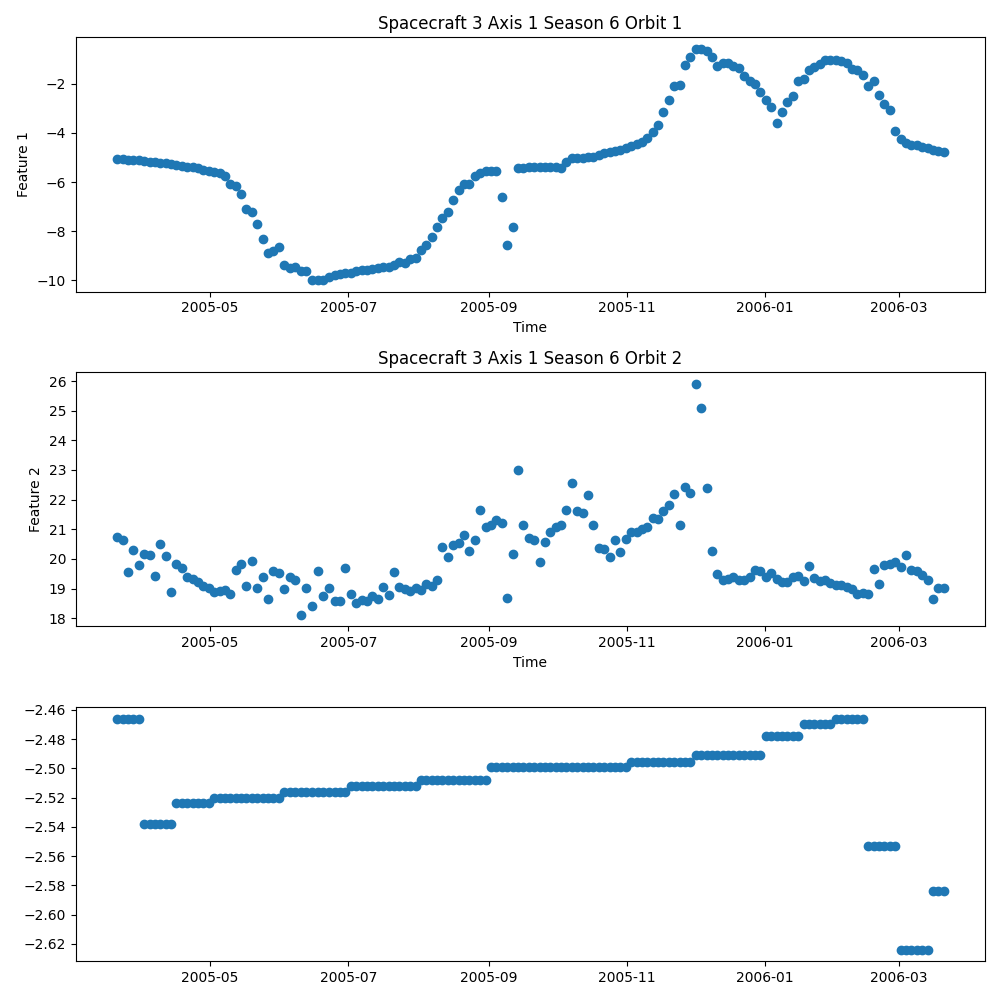 Spacecraft 3 Axis 1 Season 6 Orbit 1
Feature 1
−2
−4
−6
−8
−10
2005-05 2005-07 2005-09 2005-11 2006-01 2006-03
Time
Spacecraft 3 Axis 1 Season 6 Orbit 2
Feature 2
26
25
24
23
22
21
20
19
18
2005-05 2005-07 2005-09 2005-11 2006-01 2006-03
Time
−2.46
−2.48
−2.50
−2.52
−2.54
−2.56
−2.58
−2.60
−2.62
2005-05 2005-07 2005-09 2005-11 2006-01 2006-03